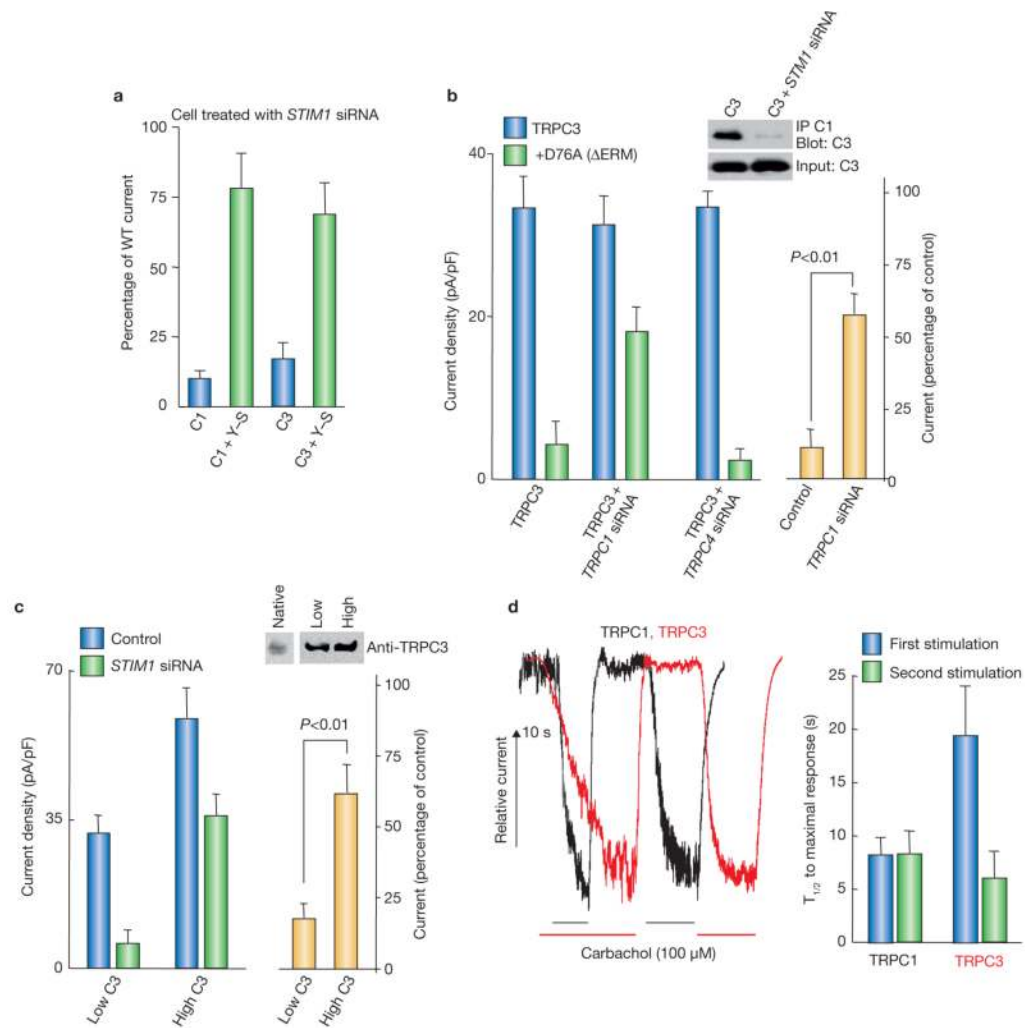 a
Cell treated with STIM1 siRNA
100
75
50
25
0
Percentage of WT current
C1
C1 + Y–S
C3
C3 + Y–S
b
TRPC3
+D76A (ΔERM)
C3
C3 + STM1 siRNA
IP C1
Blot: C3
Input: C3
40
20
0
Current density (pA/pF)
TRPC3
TRPC3 +
TRPC1 siRNA
TRPC3 +
TRPC4 siRNA
P<0.01
100
75
50
25
0
Current (percentage of control)
Control
TRPC1 siRNA
c
Control
STIM1 siRNA
Native
Low
High
Anti-TRPC3
70
35
0
Current density (pA/pF)
Low C3
High C3
P<0.01
100
75
50
25
0
Current (percentage of control)
Low C3
High C3
d
TRPC1, TRPC3
10 s
Relative current
Carbachol (100 μM)
First stimulation
Second stimulation
25
20
15
10
5
0
T1/2 to maximal response (s)
TRPC1
TRPC3